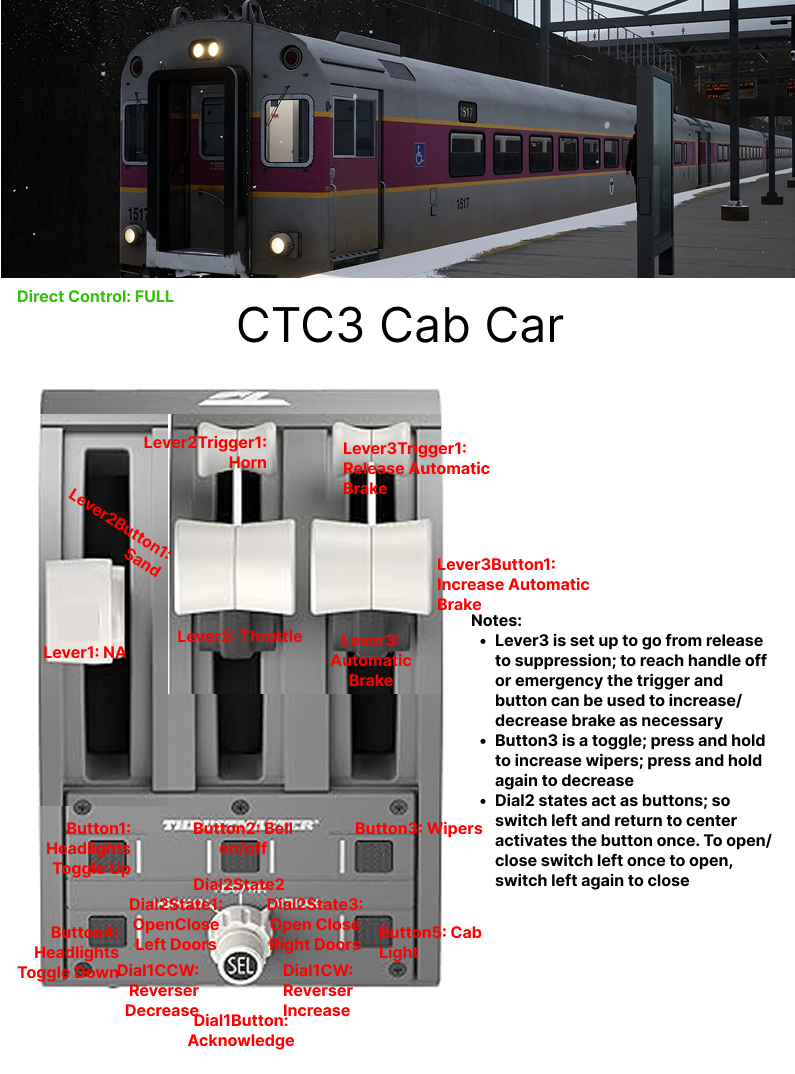 1517
1517
1517
Direct Control: FULL
CTC3 Cab Car
Lever2Trigger1:
Horn
Lever3Trigger1:
Release Automatic
Brake
Lever2Button1:
Sand
Lever3Button1:
Increase Automatic
Brake
Lever1: NA
Lever2: Throttle
Lever3:
Automatic
Brake
Notes:
• Lever3 is set up to go from release
to suppression; to reach handle off
or emergency the trigger and
button can be used to increase/
decrease brake as necessary
• Button3 is a toggle; press and hold
to increase wipers; press and hold
again to decrease
• Dial2 states act as buttons; so
switch left and return to center
activates the button once. To open/
close switch left once to open,
switch left again to close
THRUSTMASTER
Button1:
Headlights
Toggle Up
Button2: Bell
on/off
Button3: Wipers
Dial2State2
Dial2State1:
OpenClose
Left Doors
Dial2State3:
Open Close
Right Doors
Button4:
Headlights
Toggle Down
Button5: Cab
Light
SEL
Dial1CCW:
Reverser
Decrease
Dial1CW:
Reverser
Increase
Dial1Button:
Acknowledge